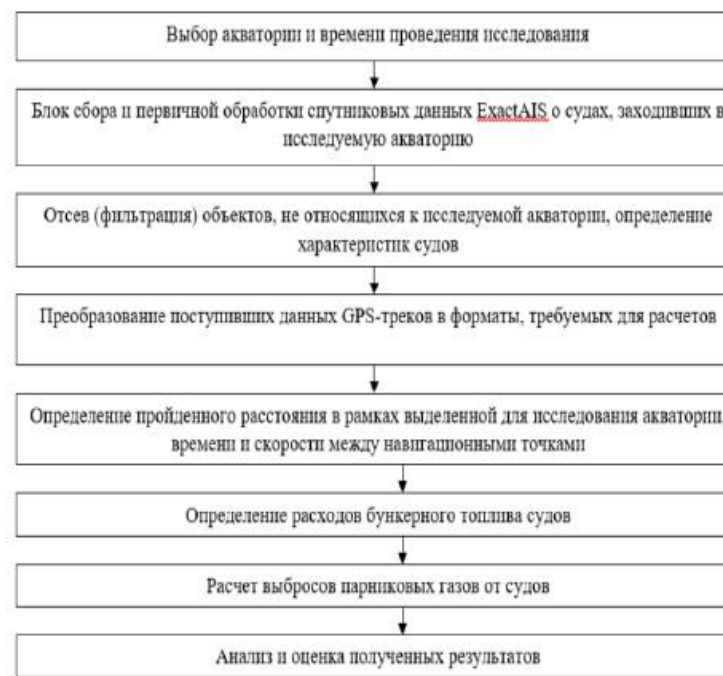 Выбор акватории и времени проведения исследования
Блок сбора и первичной обработки спутниковых данных ExactAIS о судах, заходивших в
исследуемую акваторию
Отсев (фильтрация) объектов, не относящихся к исследуемой акватории, определение
характеристик судов
Преобразование поступивших данных GPS-треков в форматы, требуемых для расчетов
Определение пройденного расстояния в рамках выделенной для исследования акватории,
времени и скорости между навигационными точками
Определение расходов бункерного топлива судов
Расчет выбросов парниковых газов от судов
Анализ и оценка полученных результатов